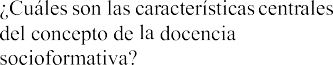 ¿Cuáles son las características centrales
del concepto de la docencia
socioformativa?